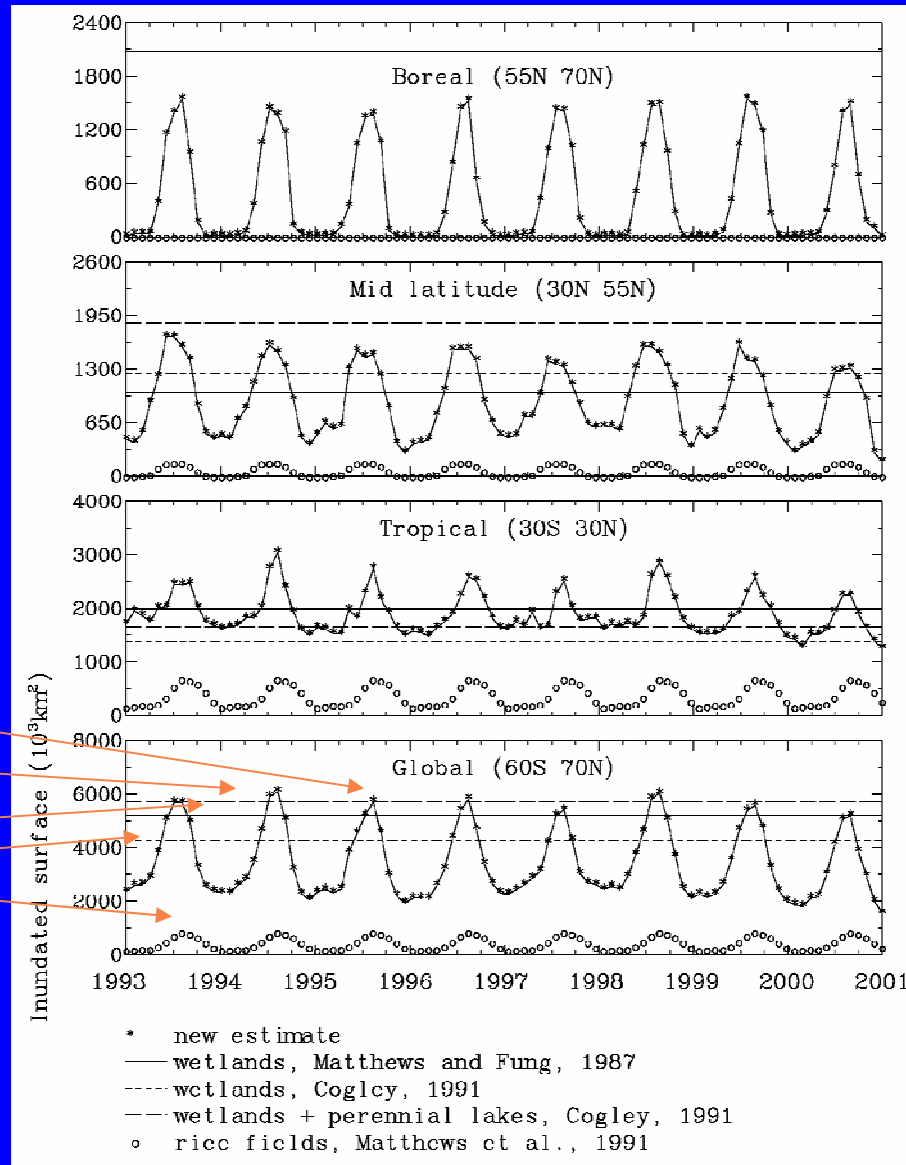 2400
1800
1200
600
0
Boreal (55N 70N)
2600
1950
1300
650
0
Mid latitude (30N 55N)
4000
3000
2000
1000
0
Tropical (30S 30N)
8000
6000
4000
2000
0
Global (60S 70N)
Inundated surface (10³km²)
1993 1994 1995 1996 1997 1998 1999 2000 2001
* new estimate
wetlands, Matthews and Fung, 1987
wetlands, Cogley, 1991
wetlands + perennial lakes, Cogley, 1991
o rice fields, Matthews et al., 1991